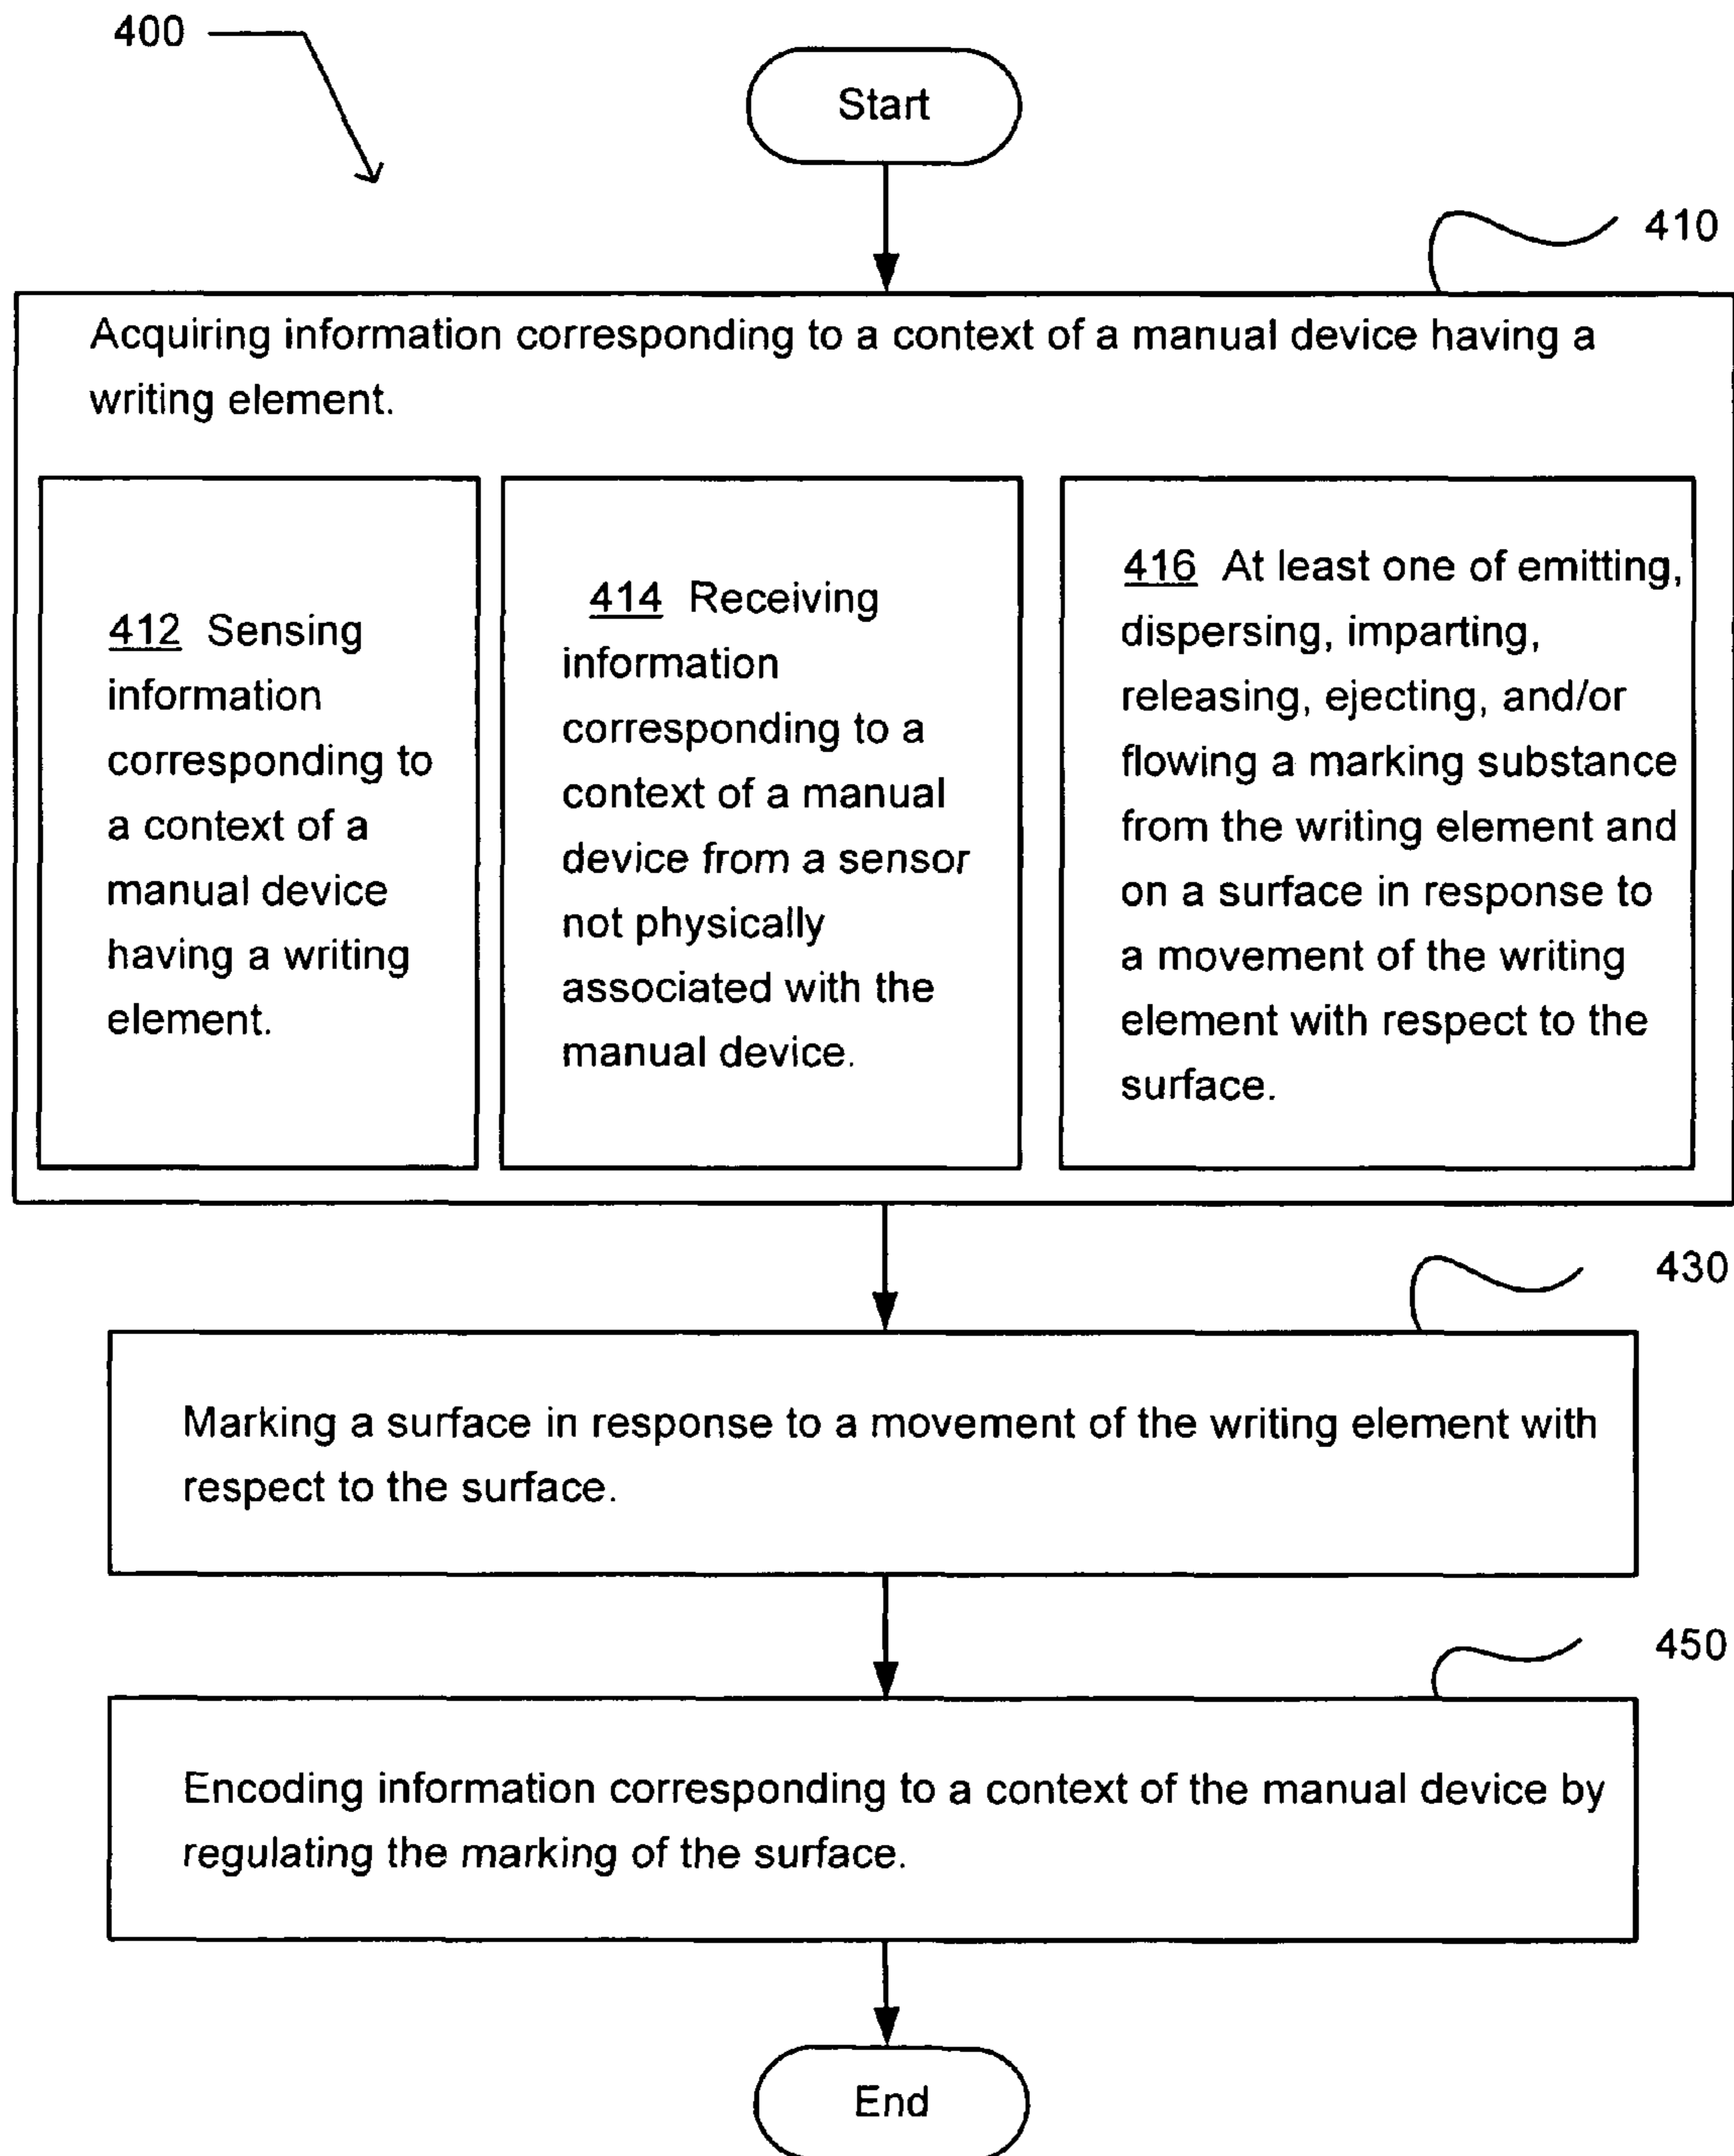 400
Start
410
Acquiring information corresponding to a context of a manual device having a
writing element.
412 Sensing
information
corresponding to
a context of a
manual device
having a writing
element.
414 Receiving
information
corresponding to a
context of a manual
device from a sensor
not physically
associated with the
manual device.
416 At least one of emitting,
dispersing, imparting,
releasing, ejecting, and/or
flowing a marking substance
from the writing element and
on a surface in response to
a movement of the writing
element with respect to the
surface.
430
Marking a surface in response to a movement of the writing element with
respect to the surface.
450
Encoding information corresponding to a context of the manual device by
regulating the marking of the surface.
End